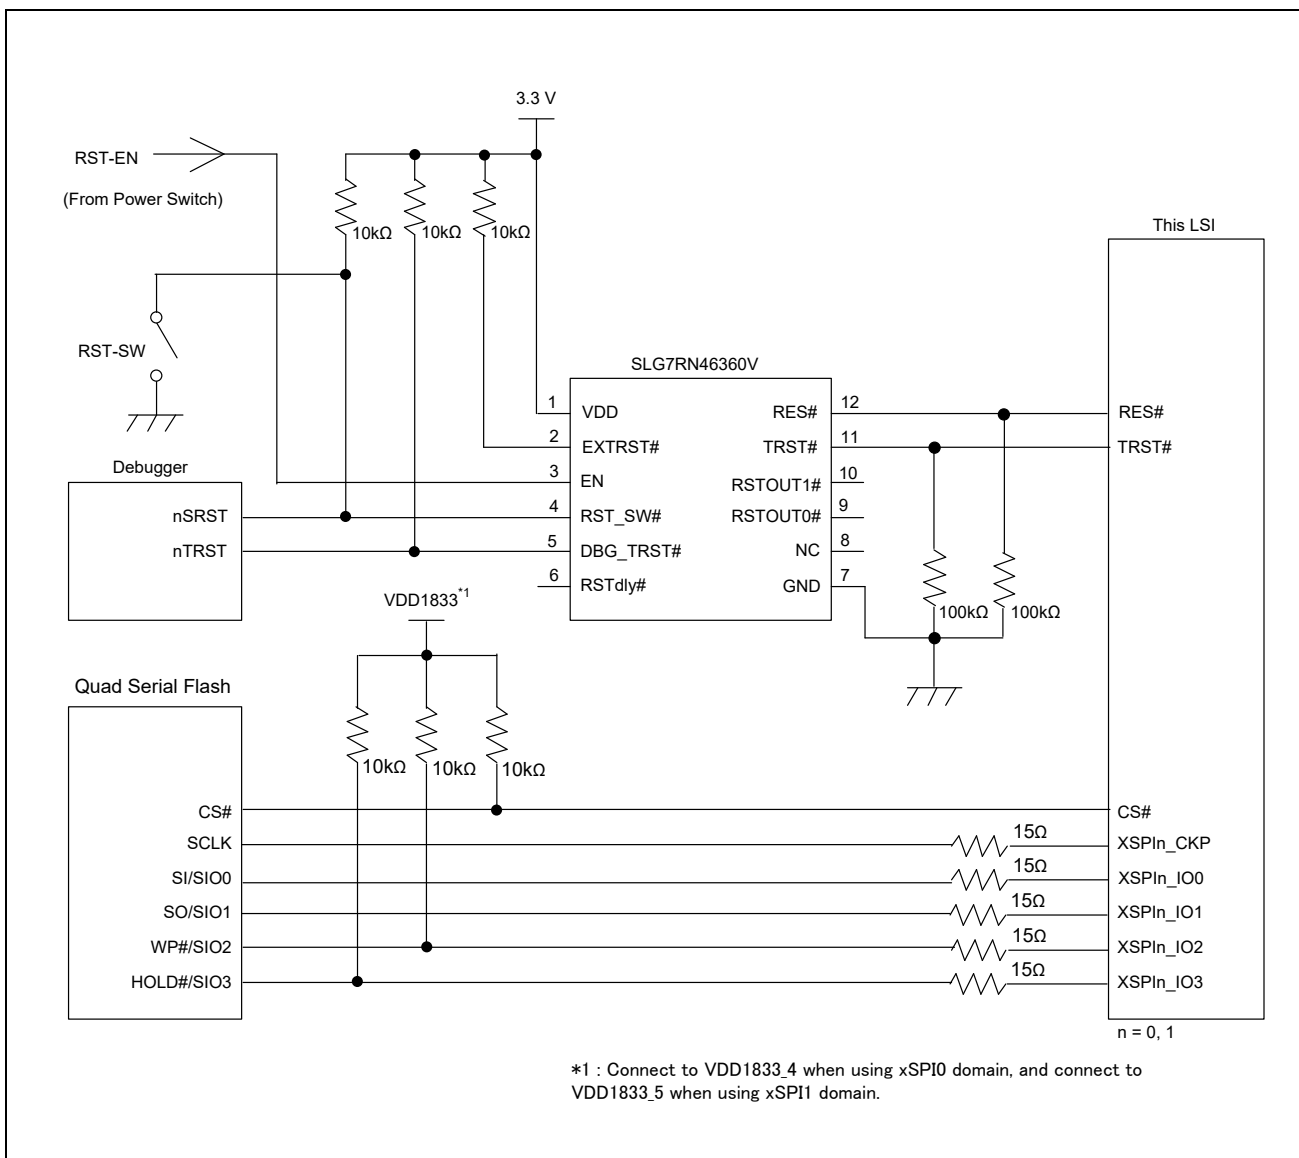 3.3 V
RST-EN
(From Power Switch)
10kΩ
10kΩ
10kΩ
This LSI
RST-SW
SLG7RN46360V
1
VDD
RES#
12
RES#
2
EXTRST#
TRST#
11
TRST#
3
EN
RSTOUT1#
10
4
RST_SW#
RSTOUT0#
9
5
DBG_TRST#
NC
8
6
RSTdly#
GND
7
Debugger
nSRST
nTRST
100kΩ
100kΩ
VDD1833*1
Quad Serial Flash
10kΩ
10kΩ
10kΩ
CS#
CS#
SCLK
15Ω
XSPIn_CKP
SI/SIO0
15Ω
XSPIn_IO0
SO/SIO1
15Ω
XSPIn_IO1
WP#/SIO2
15Ω
XSPIn_IO2
HOLD#/SIO3
15Ω
XSPIn_IO3
n = 0, 1
*1 : Connect to VDD1833_4 when using xSPI0 domain, and connect to
VDD1833_5 when using xSPI1 domain.